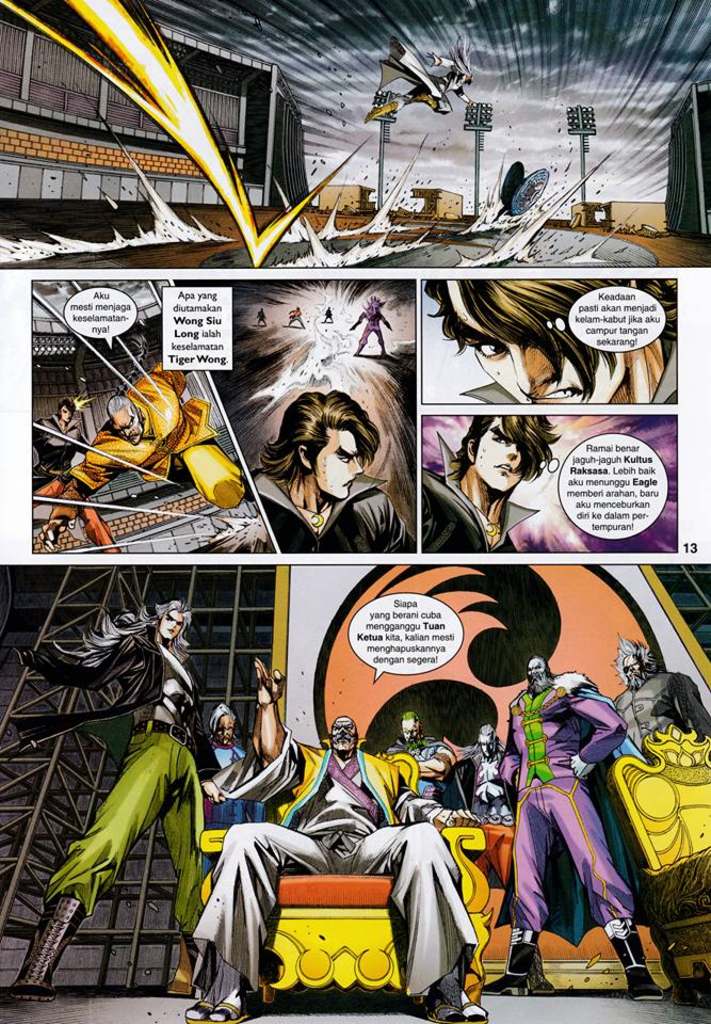 Aku
mesti menjaga
keselamatan-
nya!
Apa yang
diutamakan
Wong Siu
Long ialah
keselamatan
Tiger Wong.
Keadaan
pasti akan menjadi
kelam-kabut jika aku
campur tangan
sekarang!
Ramai benar
jaguh-jaguh Kultus
Raksasa. Lebih baik
aku menunggu Eagle
memberi arahan, baru
aku menceburkan
diri ke dalam per-
tempuran!
13
Siapa
yang berani cuba
mengganggu Tuan
Ketua kita, kalian mesti
menghapuskannya
dengan segera!